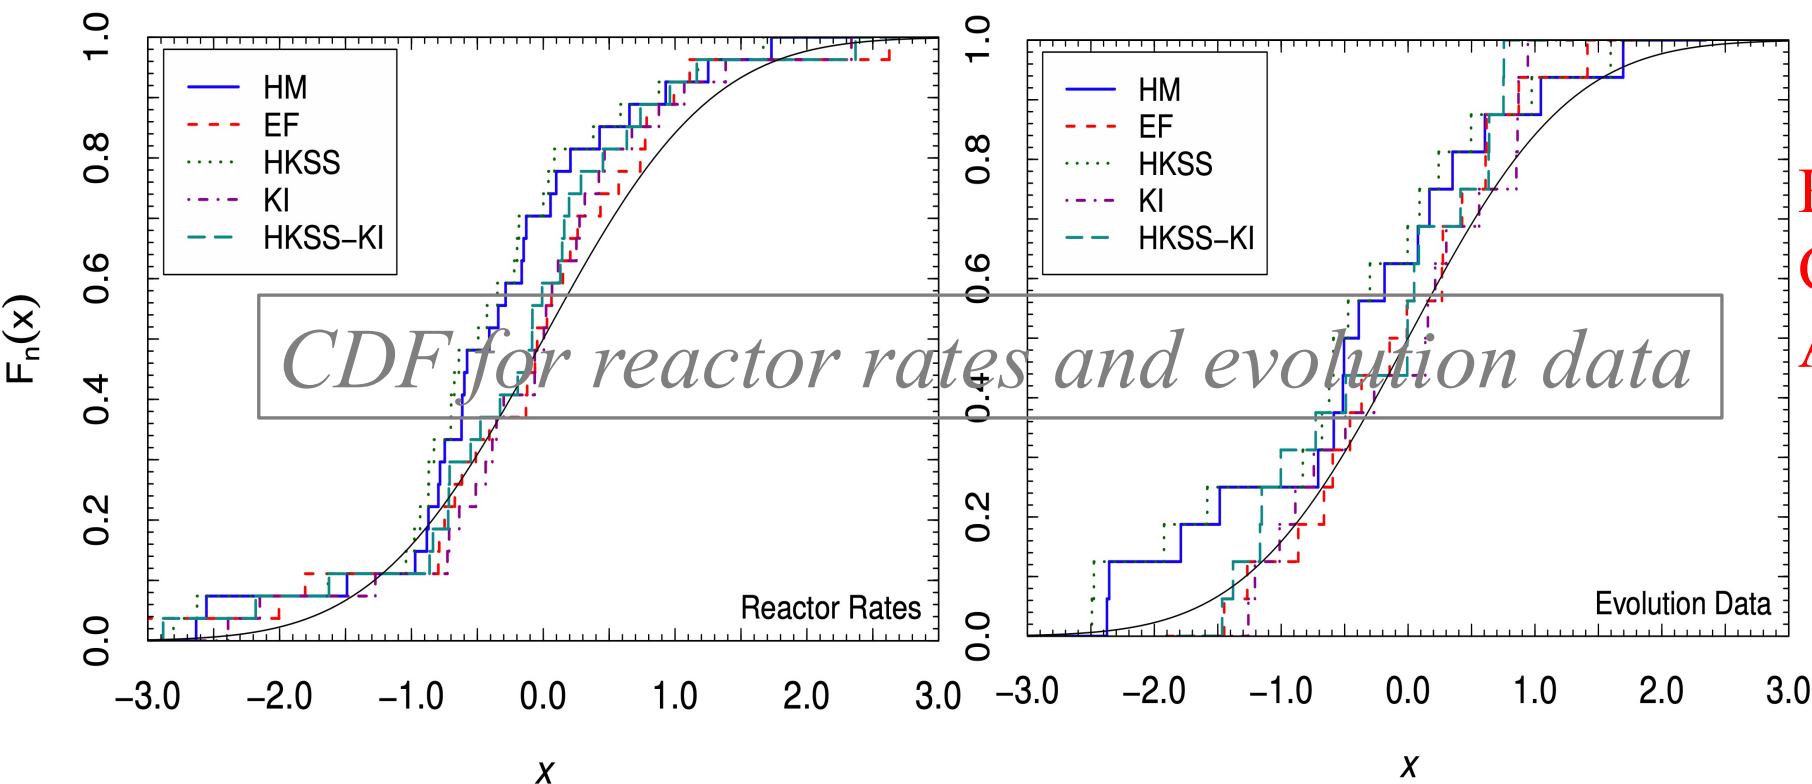 1.0
0.8
0.6
0.4
0.2
0.0
Fn(x)
HM
EF
HKSS
KI
HKSS−KI
Reactor Rates
−3.0 −2.0 −1.0 0.0 1.0 2.0 3.0
x
1.0
0.8
0.6
0.4
0.2
0.0
HM
EF
HKSS
KI
HKSS−KI
Evolution Data
−3.0 −2.0 −1.0 0.0 1.0 2.0 3.0
x
CDF for reactor rates and evolution data